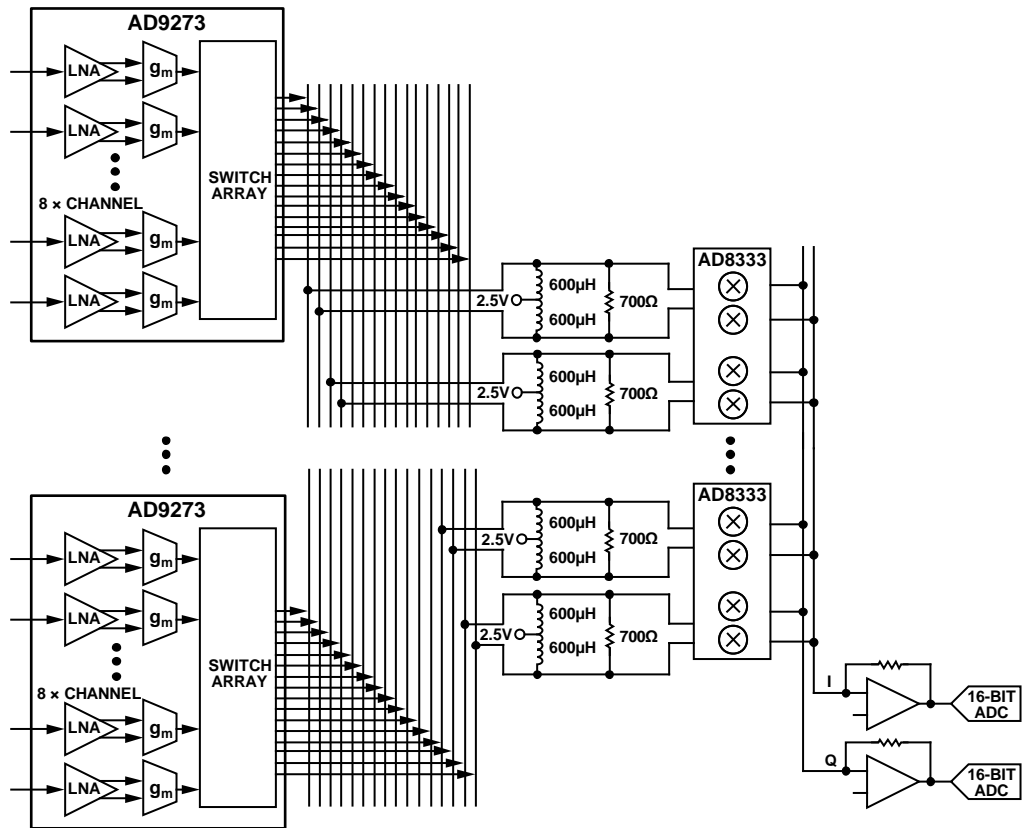 AD9273
LNA
gm
LNA
gm
8 × CHANNEL
LNA
gm
LNA
gm
SWITCH
ARRAY
2.5V
600µH
600µH
700Ω
AD8333
2.5V
600µH
600µH
700Ω
AD9273
LNA
gm
LNA
gm
8 × CHANNEL
LNA
gm
LNA
gm
SWITCH
ARRAY
2.5V
600µH
600µH
700Ω
AD8333
2.5V
600µH
600µH
700Ω
I
16-BIT
ADC
Q
16-BIT
ADC